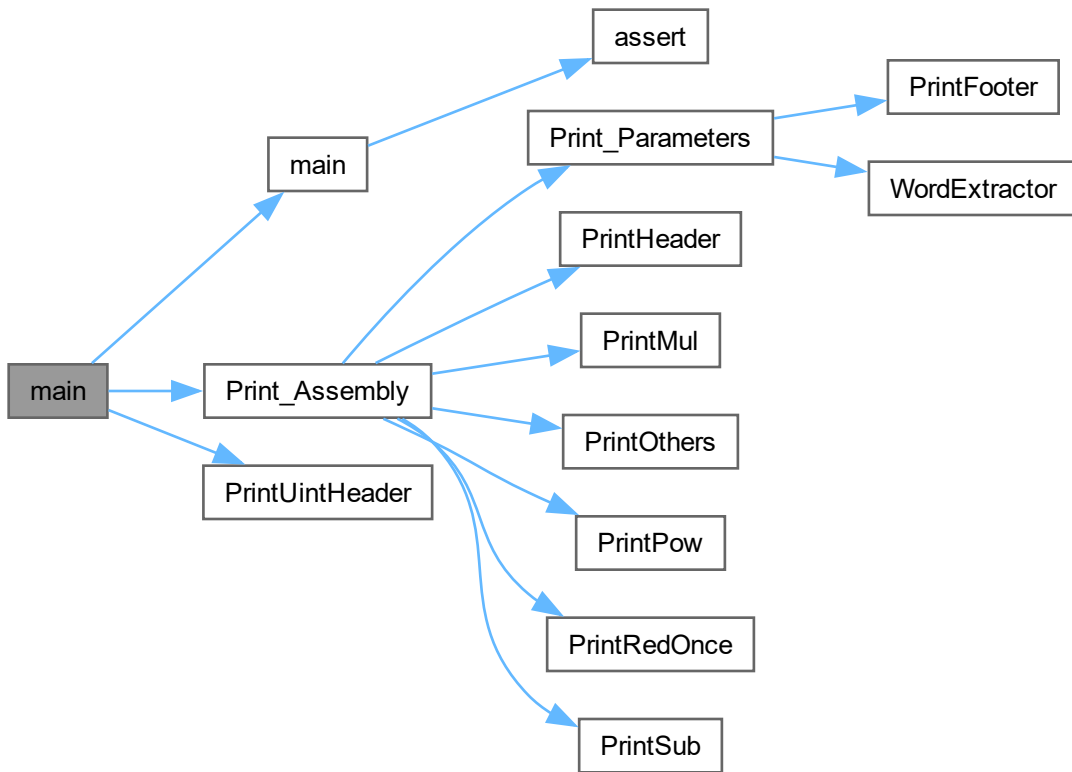 assert
PrintFooter
main
Print_Parameters
WordExtractor
PrintHeader
PrintMul
main
Print_Assembly
PrintOthers
PrintUintHeader
PrintPow
PrintRedOnce
PrintSub